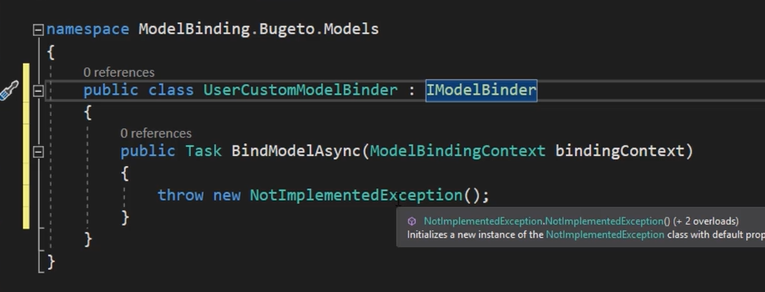 namespace ModelBinding.Bugeto.Models
{
0 references
public class UserCustomModelBinder : IModelBinder
{
0 references
public Task BindModelAsync(ModelBindingContext bindingContext)
{
throw new NotImplementedException();
NotImplementedException.NotImplementedException() (+ 2 overloads)
Initializes a new instance of the NotImplementedException class with default prop
}
}
}